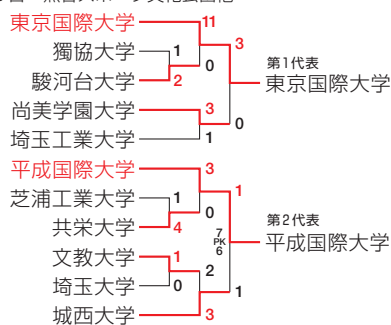 東京国際大学
11
3
獨協大学
1
0
第1代表
駿河台大学
2
東京国際大学
尚美学園大学
3
0
埼玉工業大学
1
平成国際大学
3
1
芝浦工業大学
1
0
第2代表
共栄大学
4
7
PK
6
平成国際大学
文教大学
1
2
埼玉大学
0
1
城西大学
3